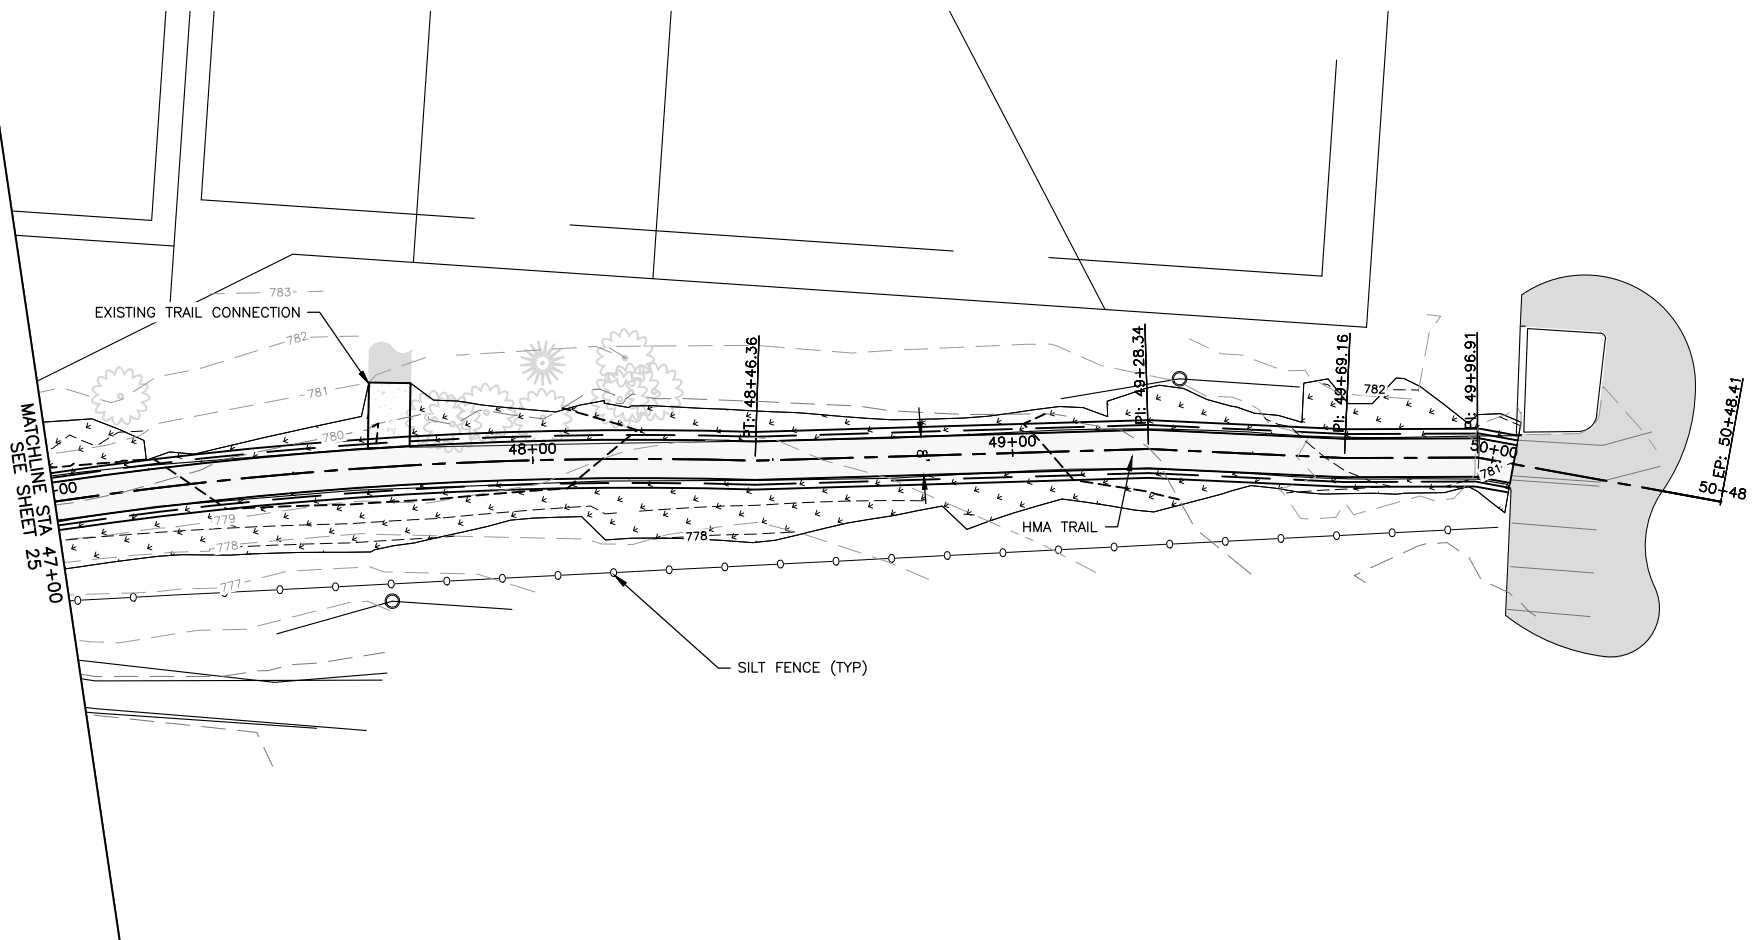 783
EXISTING TRAIL CONNECTION
782
781
780
779
778
777
MATCHLINE STA 47+00
SEE SHEET 25
+00
48+00
PT: 48+46.36
8'
49+00
PI: 49+28.34
PI: 49+69.16
782
PI: 49+96.91
50+00
781
EP: 50+48.41
50+48
HMA TRAIL
778
SILT FENCE (TYP)